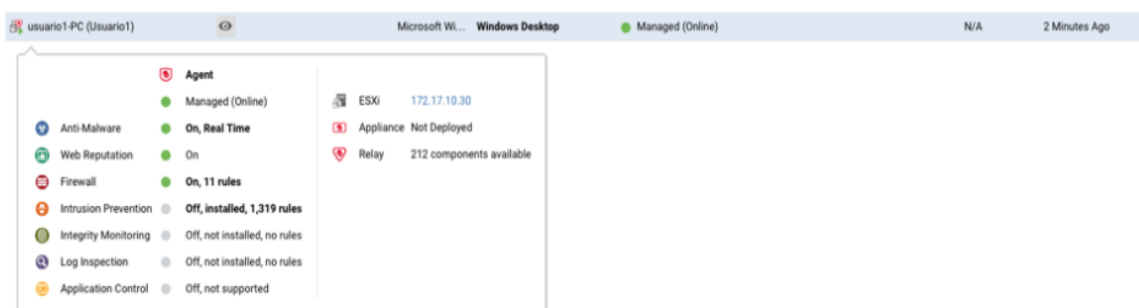 usuario1-PC (Usuario1) Microsoft Wi... Windows Desktop Managed (Online) N/A 2 Minutes Ago
Agent
Managed (Online)
Anti-Malware On, Real Time
Web Reputation On
Firewall On, 11 rules
Intrusion Prevention Off, installed, 1,319 rules
Integrity Monitoring Off, not installed, no rules
Log Inspection Off, not installed, no rules
Application Control Off, not supported
ESXi 172.17.10.30
Appliance Not Deployed
Relay 212 components available